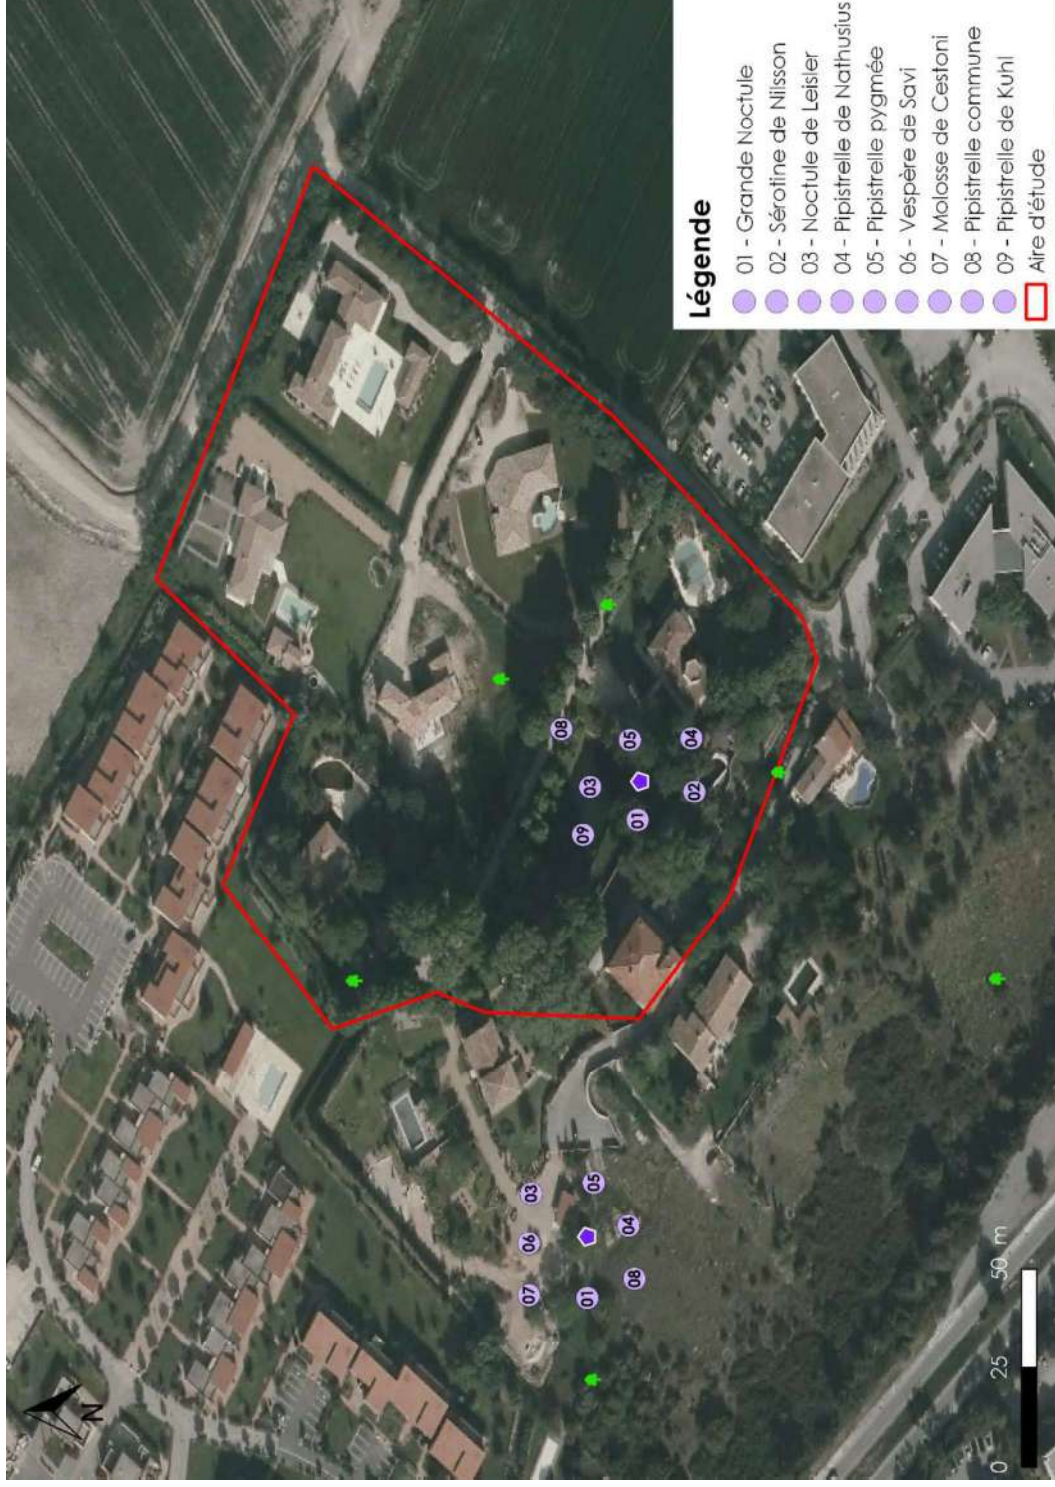 Légende
01 - Grande Noctule
02 - Sérotine de Nilsson
03 - Noctule de Leisler
04 - Pipistrelle de Nathusius
05 - Pipistrelle pygmée
06 - Vespère de Savi
07 - Molosse de Cestoni
08 - Pipistrelle commune
09 - Pipistrelle de Kuhl
Aire d'étude
N
07
06
03
01
05
08
04
09
03
08
01
05
02
04
0 25 50 m